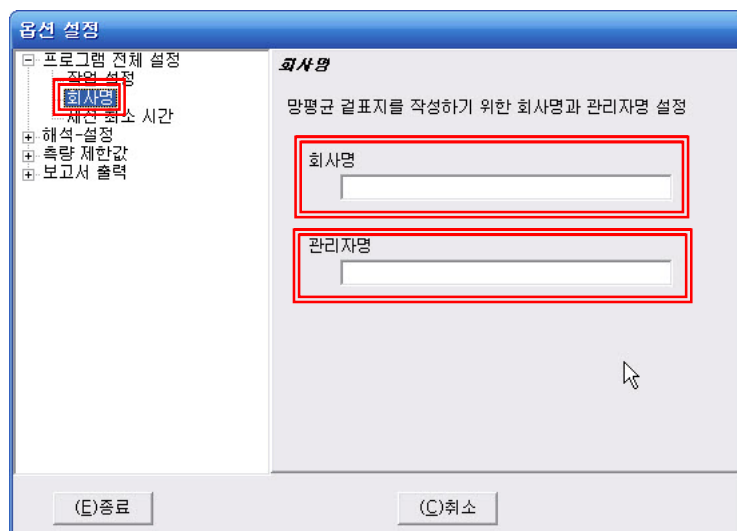 옵션 설정
프로그램 전체 설정
작업 설정
회사명
세션 최소 시간
해석-설정
측량 제한값
보고서 출력
회사명
망평균 겉표지를 작성하기 위한 회사명과 관리자명 설정
회사명
관리자명
(E)종료
(C)취소